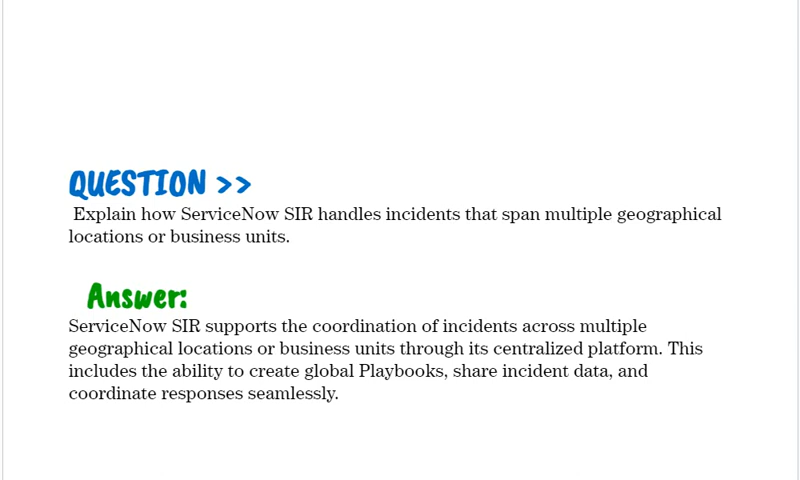 QUESTION >>
Explain how ServiceNow SIR handles incidents that span multiple geographical
locations or business units.
Answer:
ServiceNow SIR supports the coordination of incidents across multiple
geographical locations or business units through its centralized platform. This
includes the ability to create global Playbooks, share incident data, and
coordinate responses seamlessly.